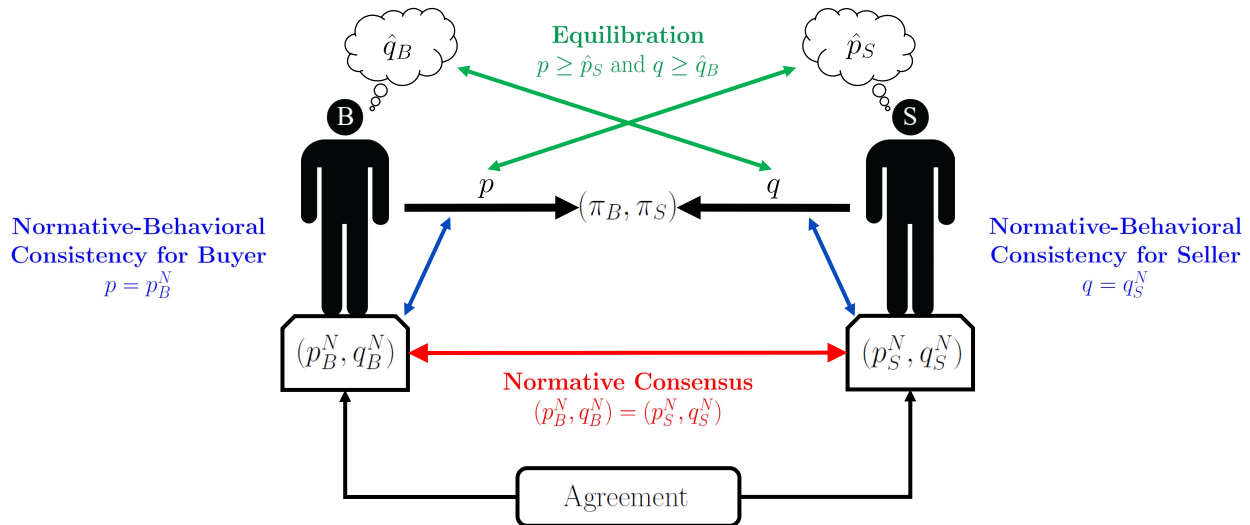 q̂_B
Equilibration
p ≥ p̂_S and q ≥ q̂_B
p̂_S
B
S
p
q
(π_B, π_S)
Normative-Behavioral
Consistency for Buyer
p = p_B^N
Normative-Behavioral
Consistency for Seller
q = q_S^N
(p_B^N, q_B^N)
(p_S^N, q_S^N)
Normative Consensus
(p_B^N, q_B^N) = (p_S^N, q_S^N)
Agreement